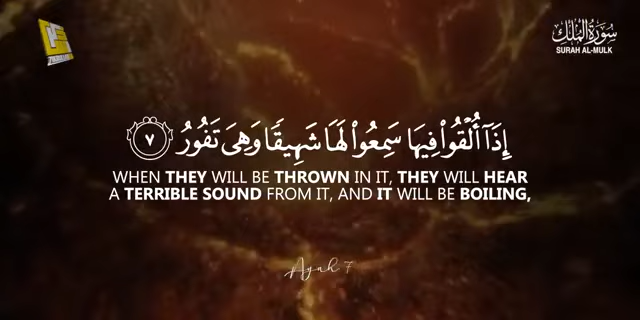 سُورَةُ الْمُلْك
SURAH AL-MULK
إِذَآ أُلْقُوا۟ فِيهَا سَمِعُوا۟ لَهَا شَهِيقًا وَهِىَ تَفُورُ ٧
WHEN THEY WILL BE THROWN IN IT, THEY WILL HEAR
A TERRIBLE SOUND FROM IT, AND IT WILL BE BOILING,
Ayah 7